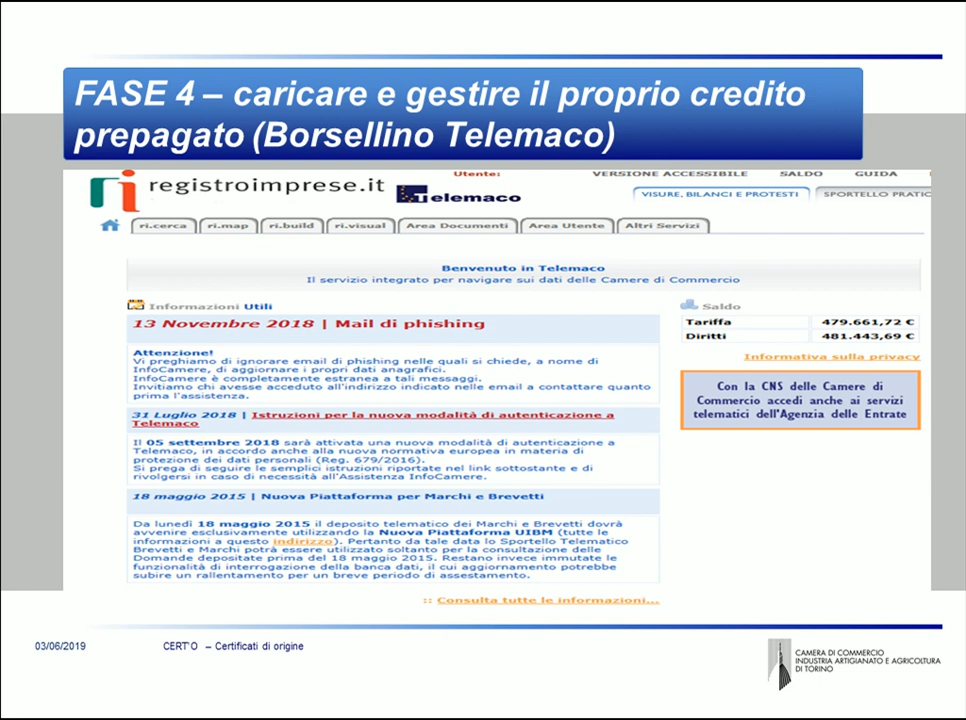 FASE 4 – caricare e gestire il proprio credito
prepagato (Borsellino Telemaco)
registroimprese.it
Telemaco
Utente:
VERSIONE ACCESSIBILE SALDO GUIDA
VISURE, BILANCI E PROTESTI SPORTELLO PRATIC
ri.cerca ri.map ri.build ri.visual Area Documenti Area Utente Altri Servizi
Benvenuto in Telemaco
Il servizio integrato per navigare sui dati delle Camere di Commercio
Informazioni Utili
13 Novembre 2018 | Mail di phishing
Attenzione!
Vi preghiamo di ignorare email di phishing nelle quali si chiede, a nome di
InfoCamere, di aggiornare i propri dati anagrafici.
InfoCamere è completamente estranea a tali messaggi.
Invitiamo chi avesse acceduto all'indirizzo indicato nelle email a contattare quanto
prima l'assistenza.
31 Luglio 2018 | Istruzioni per la nuova modalità di autenticazione a
Telemaco
Il 05 settembre 2018 sarà attivata una nuova modalità di autenticazione a
Telemaco, in accordo anche alla nuova normativa europea in materia di
protezione dei dati personali (Reg. 679/2016).
Si prega di seguire le semplici istruzioni riportate nel link sottostante e di
rivolgersi in caso di necessità all'Assistenza InfoCamere.
18 maggio 2015 | Nuova Piattaforma per Marchi e Brevetti
Da lunedì 18 maggio 2015 il deposito telematico dei Marchi e Brevetti dovrà
avvenire esclusivamente utilizzando la Nuova Piattaforma UIBM (tutte le
informazioni a questo indirizzo). Pertanto da tale data lo Sportello Telematico
Brevetti e Marchi potrà essere utilizzato soltanto per la consultazione delle
Domande depositate prima del 18 maggio 2015. Restano invece immutate le
funzionalità di interrogazione della banca dati, il cui aggiornamento potrebbe
subire un rallentamento per un breve periodo di assestamento.
:: Consulta tutte le informazioni...
Saldo
Tariffa 479.661,72 €
Diritti 481.443,69 €
Informativa sulla privacy
Con la CNS delle Camere di
Commercio accedi anche ai servizi
telematici dell'Agenzia delle Entrate
03/06/2019
CERT'O – Certificati di origine
CAMERA DI COMMERCIO
INDUSTRIA ARTIGIANATO E AGRICOLTURA
DI TORINO